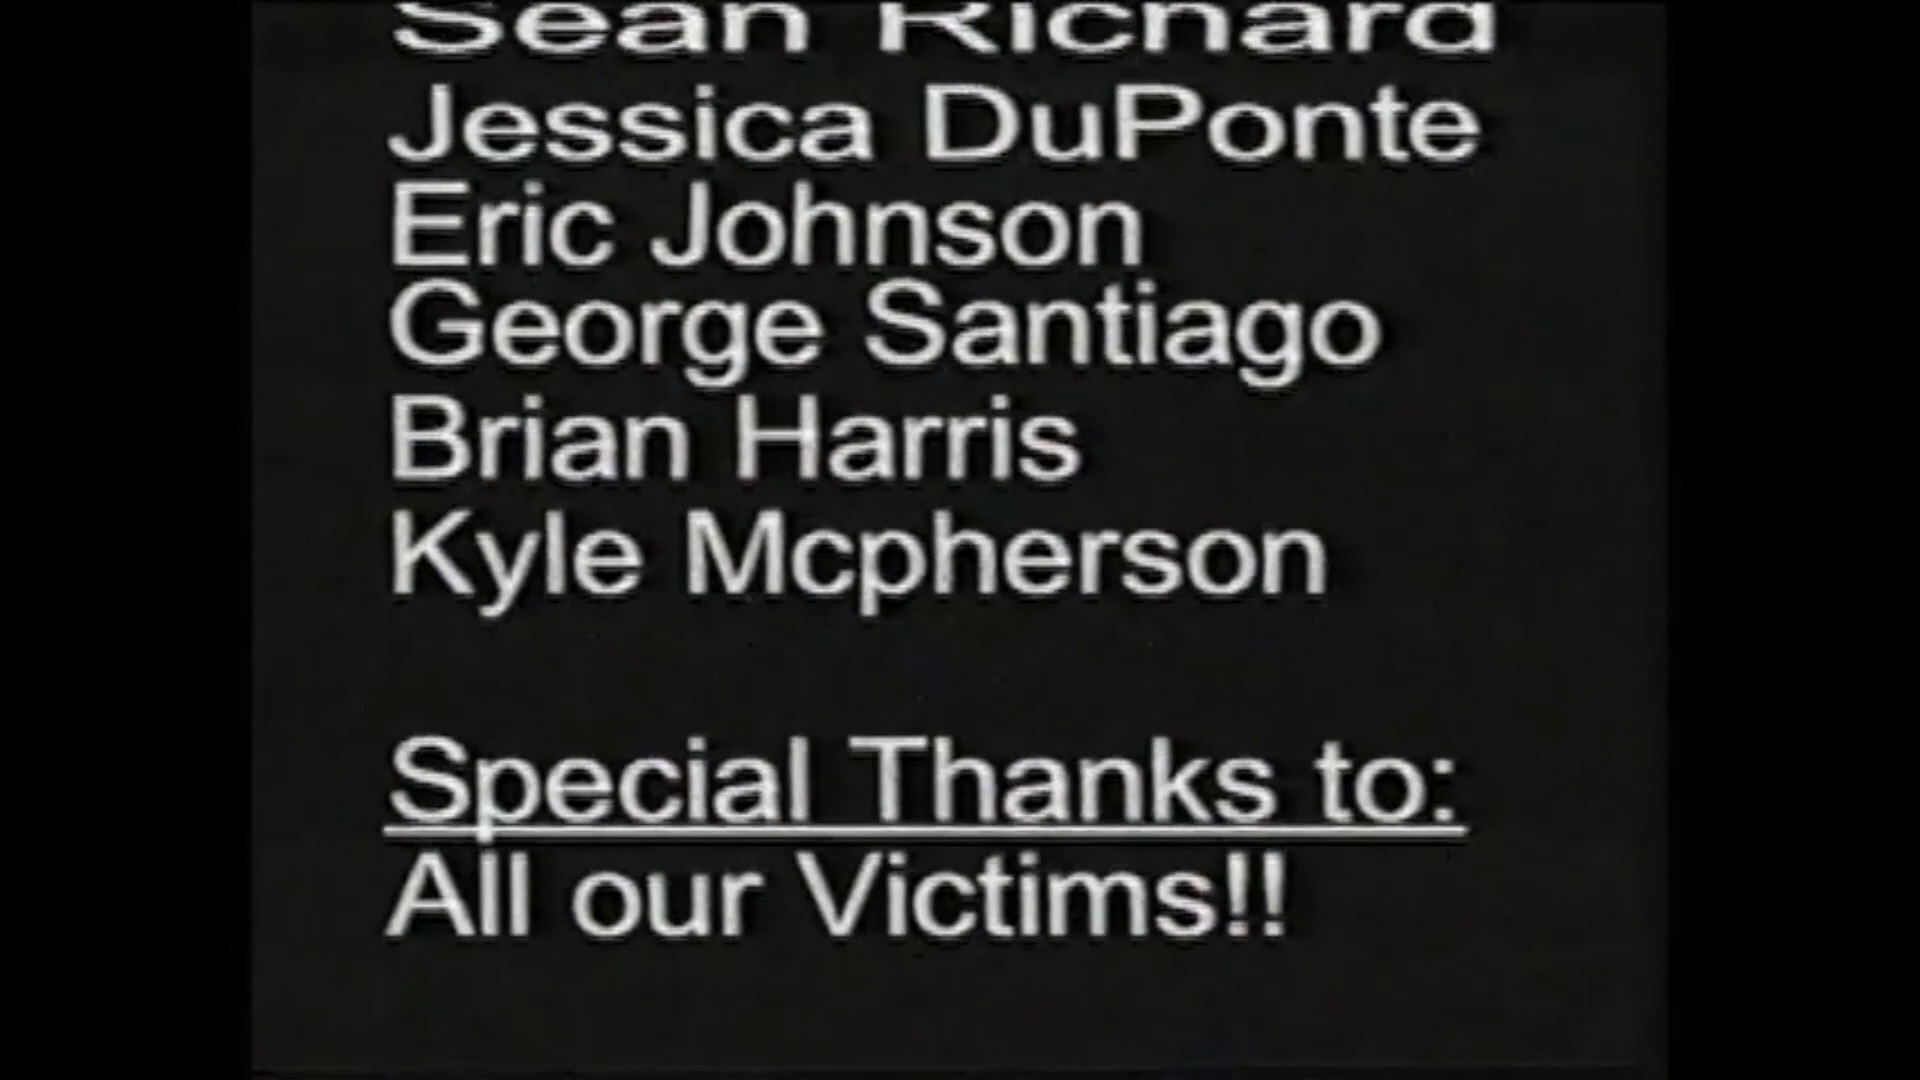 Sean Richard
Jessica DuPonte
Eric Johnson
George Santiago
Brian Harris
Kyle Mcpherson
Special Thanks to:
All our Victims!!